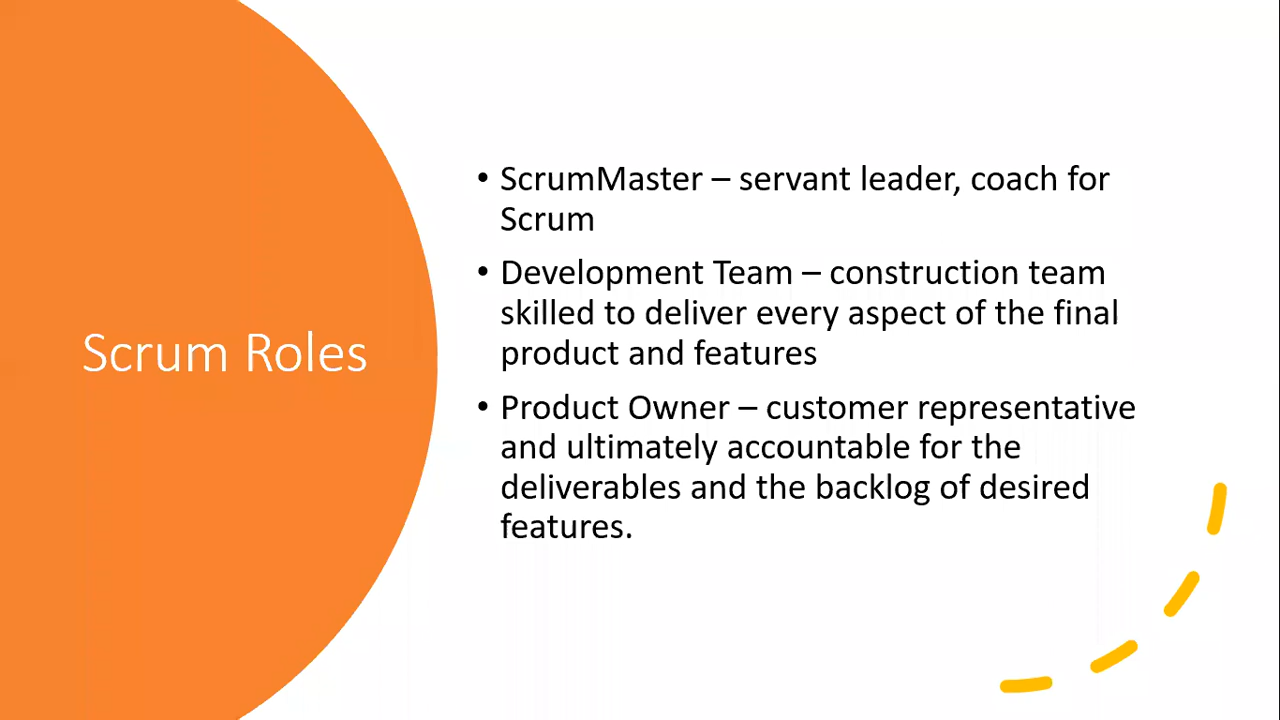 Scrum Roles
• ScrumMaster – servant leader, coach for
Scrum
• Development Team – construction team
skilled to deliver every aspect of the final
product and features
• Product Owner – customer representative
and ultimately accountable for the
deliverables and the backlog of desired
features.